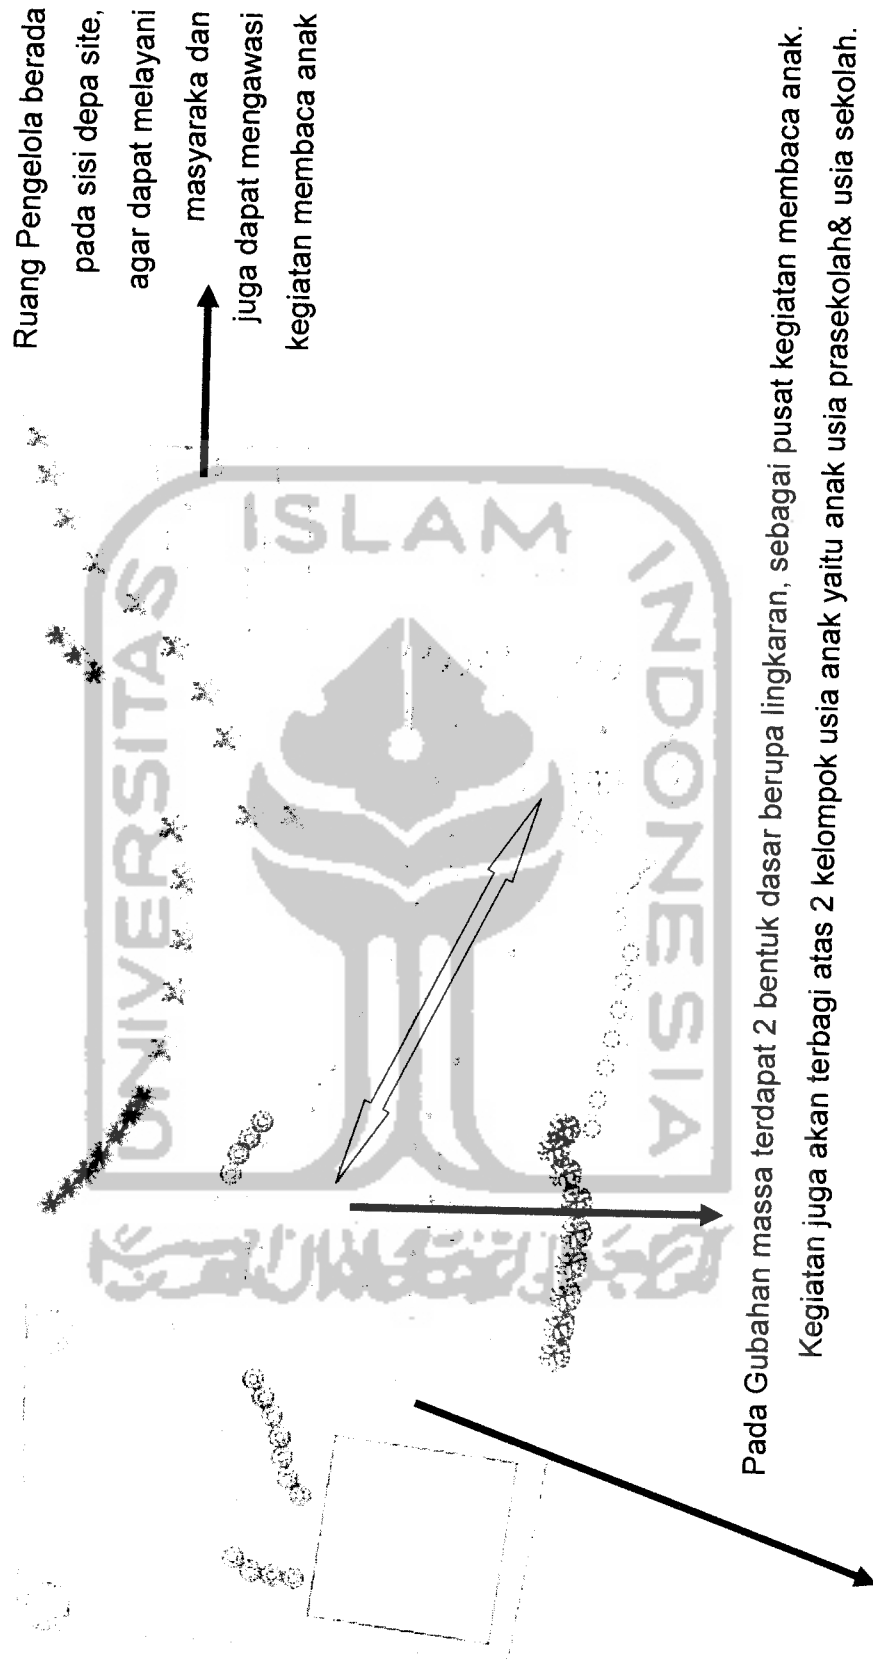 Ruang Pengelola berada
pada sisi depa site,
agar dapat melayani
masyaraka dan
juga dapat mengawasi
kegiatan membaca anak
UNIVERSITAS
ISLAM
INDONESIA
Pada Gubahan massa terdapat 2 bentuk dasar berupa lingkaran, sebagai pusat kegiatan membaca anak.
Kegiatan juga akan terbagi atas 2 kelompok usia anak yaitu anak usia prasekolah& usia sekolah.